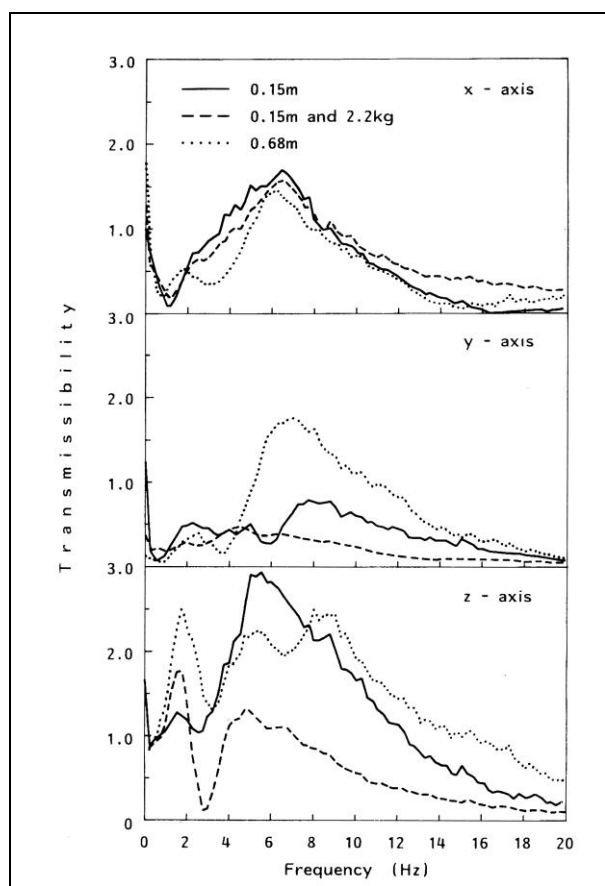 3.0
0.15m
x - axis
0.15m and 2.2kg
2.0
0.68m
1.0
3.0
y - axis
2.0
1.0
3.0
z - axis
2.0
1.0
0
0 2 4 6 8 10 12 14 16 18 20
Frequency (Hz)
Transmissibility